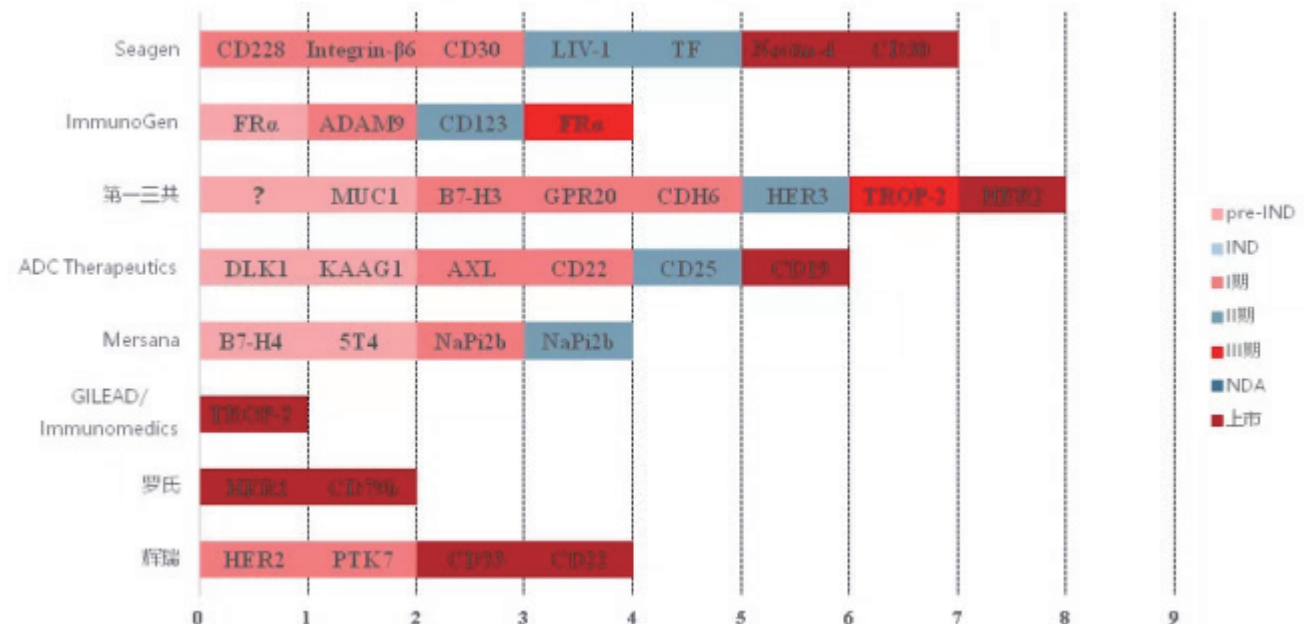 Seagen CD228 Integrin-β6 CD30 LIV-1 TF Nectin-4 CD30
ImmunoGen FRα ADAM9 CD123 FRα
第一三共 ? MUC1 B7-H3 GPR20 CDH6 HER3 TROP-2 HER2
ADC Therapeutics DLK1 KAAG1 AXL CD22 CD25 CD19
Mersana B7-H4 5T4 NaPi2b NaPi2b
GILEAD/
Immunomedics TROP-2
罗氏 HER2 CD79b
辉瑞 HER2 PTK7 CD33 CD22
0 1 2 3 4 5 6 7 8 9
pre-IND
IND
I期
II期
III期
NDA
上市